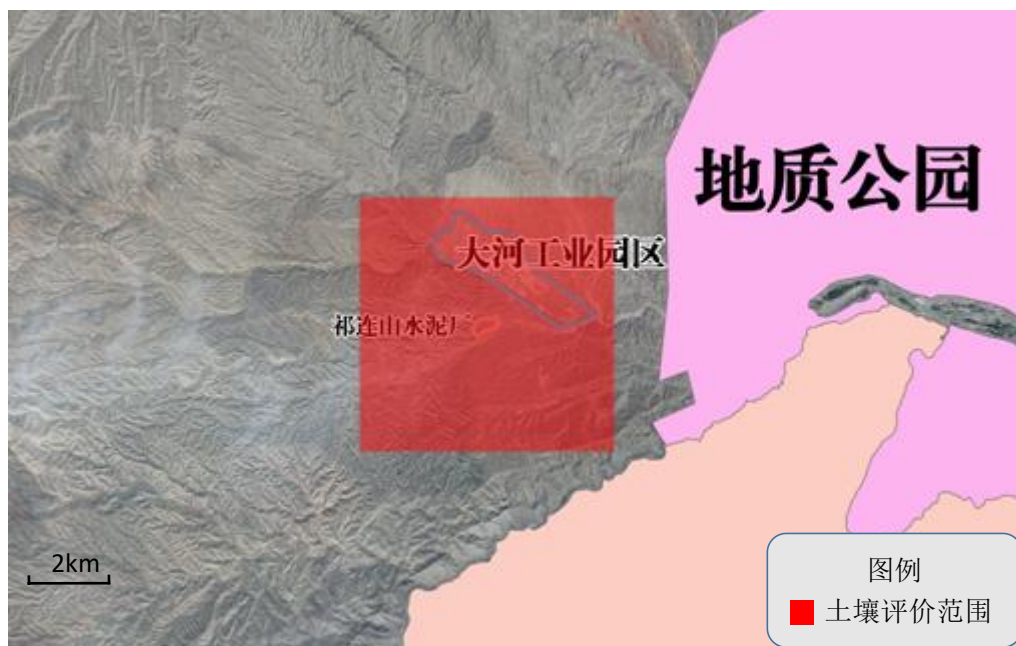 地质公园
大河工业园区
祁连山水泥厂
2km
图例
土壤评价范围